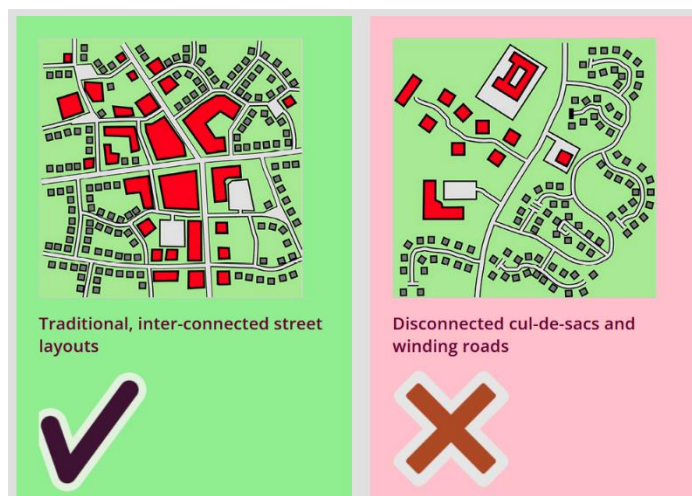 Traditional, inter-connected street
layouts
Disconnected cul-de-sacs and
winding roads